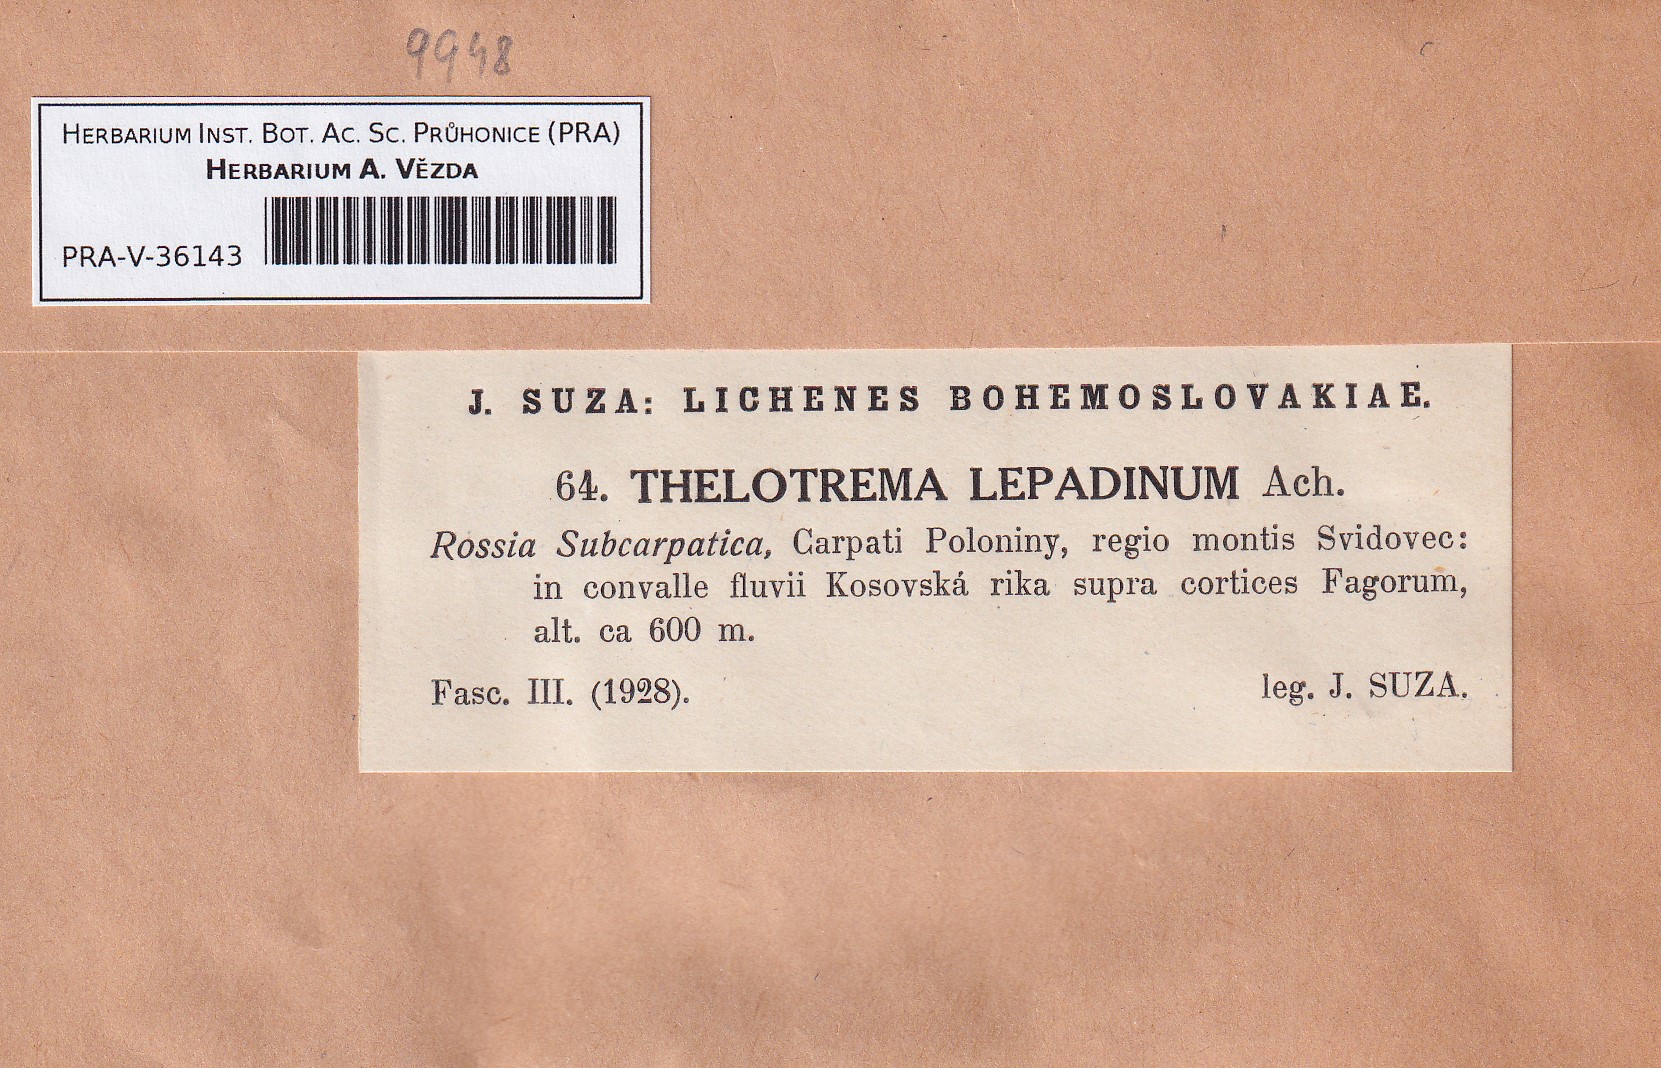 9948
HERBARIUM INST. BOT. AC. SC. PRŮHONICE (PRA)
HERBARIUM A. VĚZDA
PRA-V-36143
J. SUZA: LICHENES BOHEMOSLOVAKIAE.
64. THELOTREMA LEPADINUM Ach.
Rossia Subcarpatica, Carpati Poloniny, regio montis Svidovec:
in convalle fluvii Kosovská rika supra cortices Fagorum,
alt. ca 600 m.
Fasc. III. (1928). leg. J. SUZA.